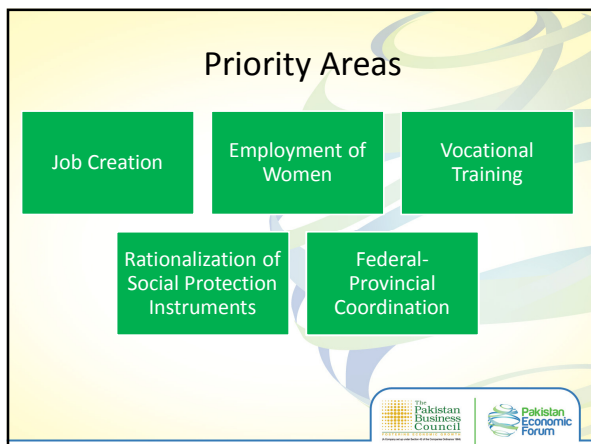 Priority Areas
Job Creation
Employment of
Women
Vocational
Training
Rationalization of
Social Protection
Instruments
Federal-
Provincial
Coordination
The
Pakistan
Business
Council
Pakistan
Economic
Forum